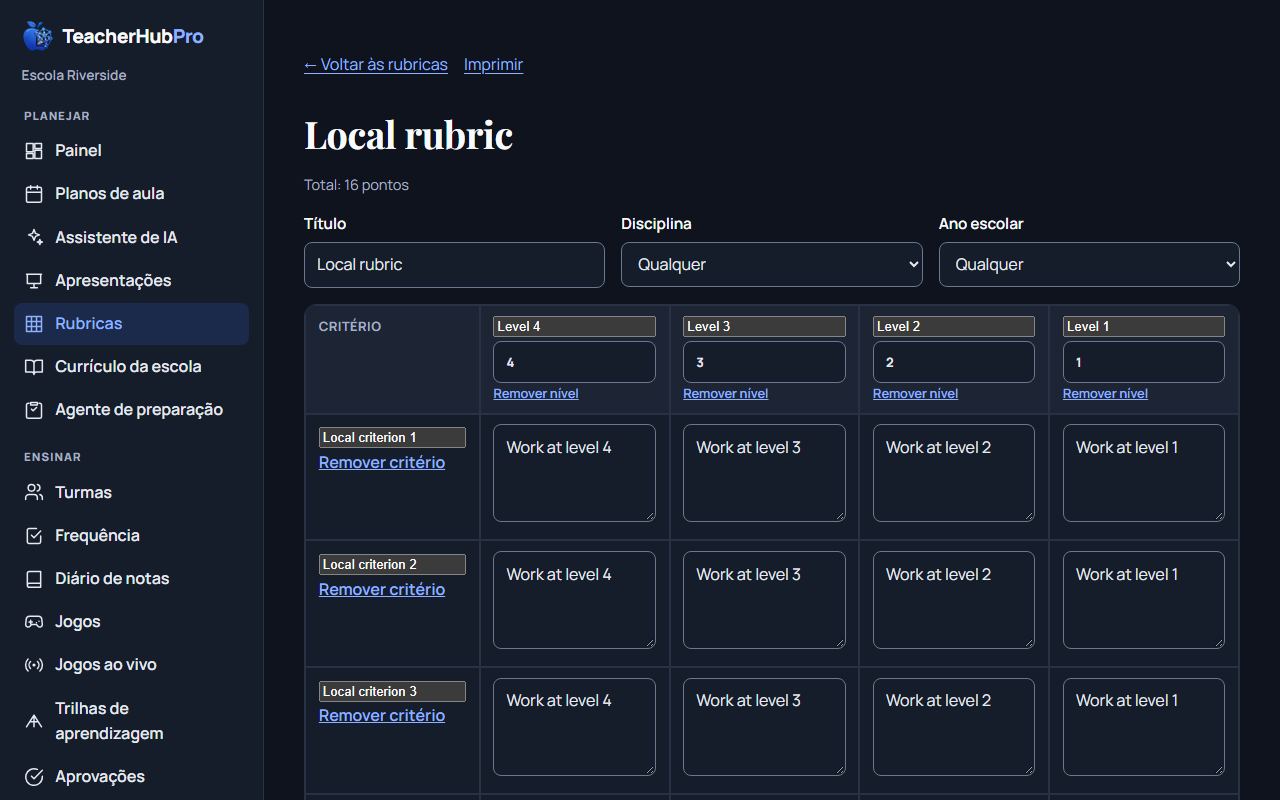 TeacherHubPro
Escola Riverside
PLANEJAR
Painel
Planos de aula
Assistente de IA
Apresentações
Rubricas
Currículo da escola
Agente de preparação
ENSINAR
Turmas
Frequência
Diário de notas
Jogos
Jogos ao vivo
Trilhas de
aprendizagem
Aprovações
← Voltar às rubricas Imprimir
Local rubric
Total: 16 pontos
Título Disciplina Ano escolar
Local rubric Qualquer Qualquer
CRITÉRIO Level 4 Level 3 Level 2 Level 1
4 3 2 1
Remover nível Remover nível Remover nível Remover nível
Local criterion 1 Work at level 4 Work at level 3 Work at level 2 Work at level 1
Remover critério
Local criterion 2 Work at level 4 Work at level 3 Work at level 2 Work at level 1
Remover critério
Local criterion 3 Work at level 4 Work at level 3 Work at level 2 Work at level 1
Remover critério